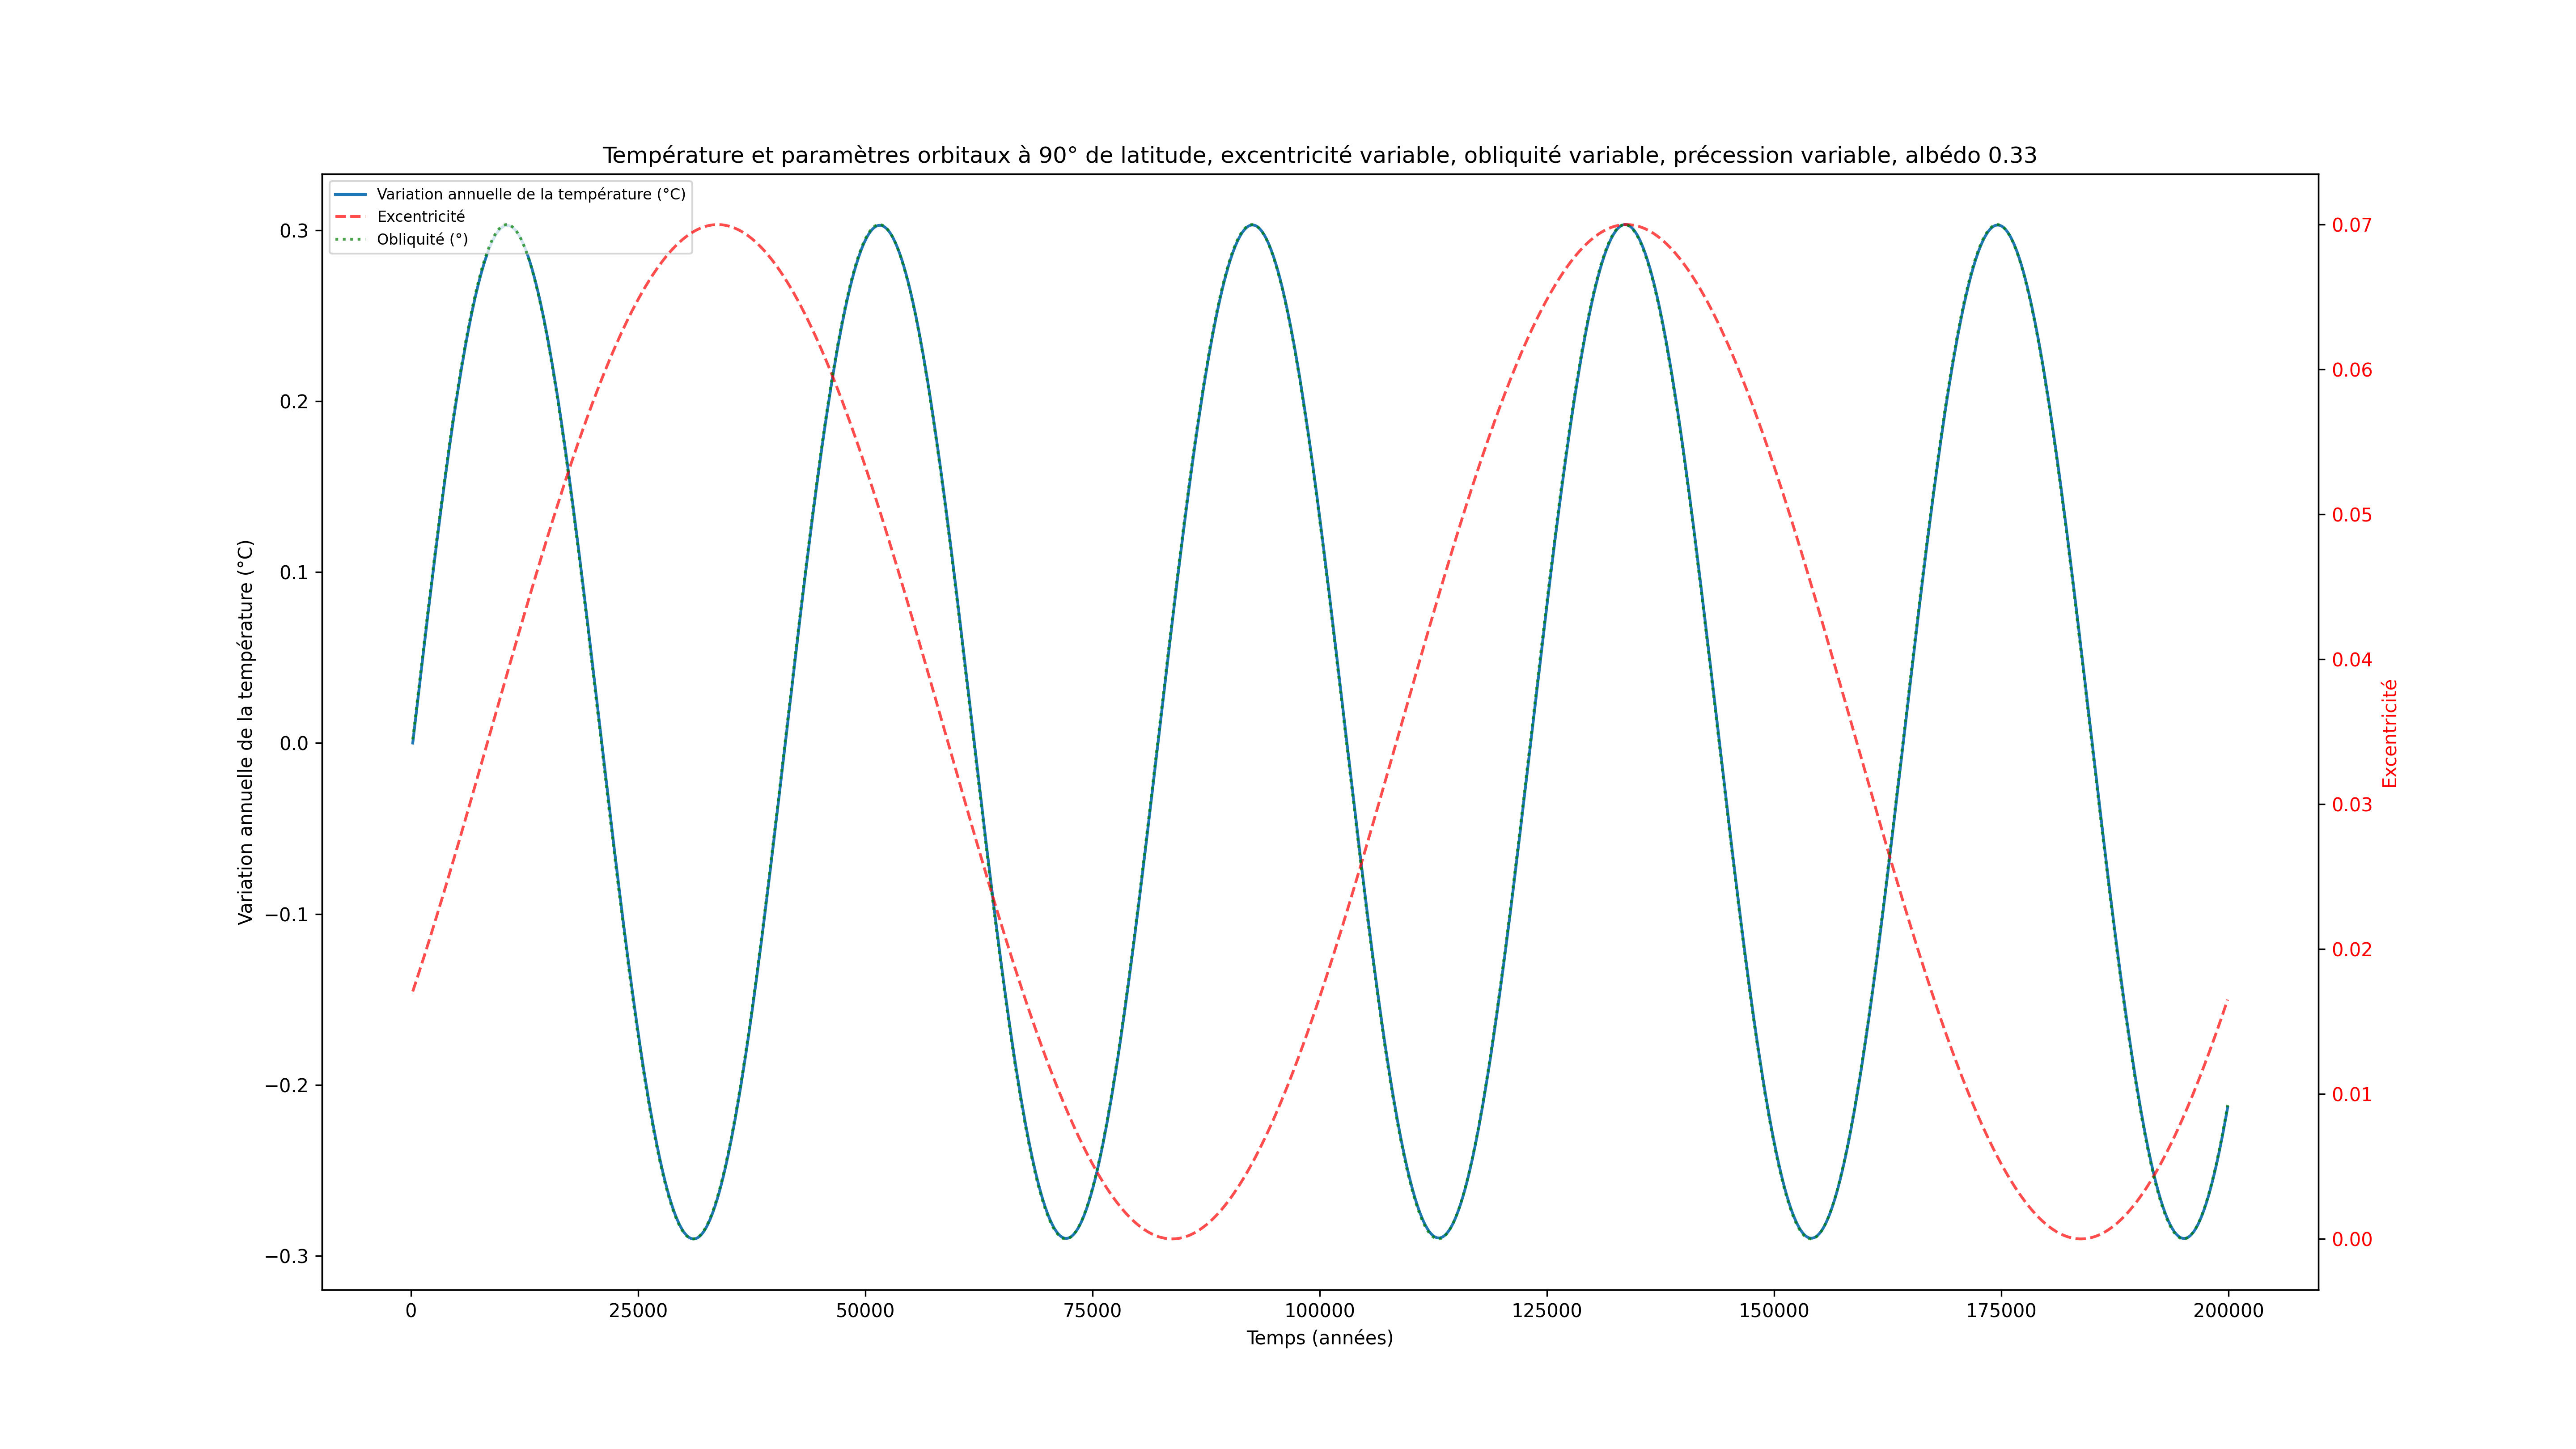 Température et paramètres orbitaux à 90° de latitude, excentricité variable, obliquité variable, précession variable, albédo 0.33
Variation annuelle de la température (°C)
Excentricité
Obliquité (°)
Variation annuelle de la température (°C)
0.3
0.2
0.1
0.0
−0.1
−0.2
−0.3
0.07
0.06
0.05
0.04
0.03
0.02
0.01
0.00
Excentricité
0 25000 50000 75000 100000 125000 150000 175000 200000
Temps (années)